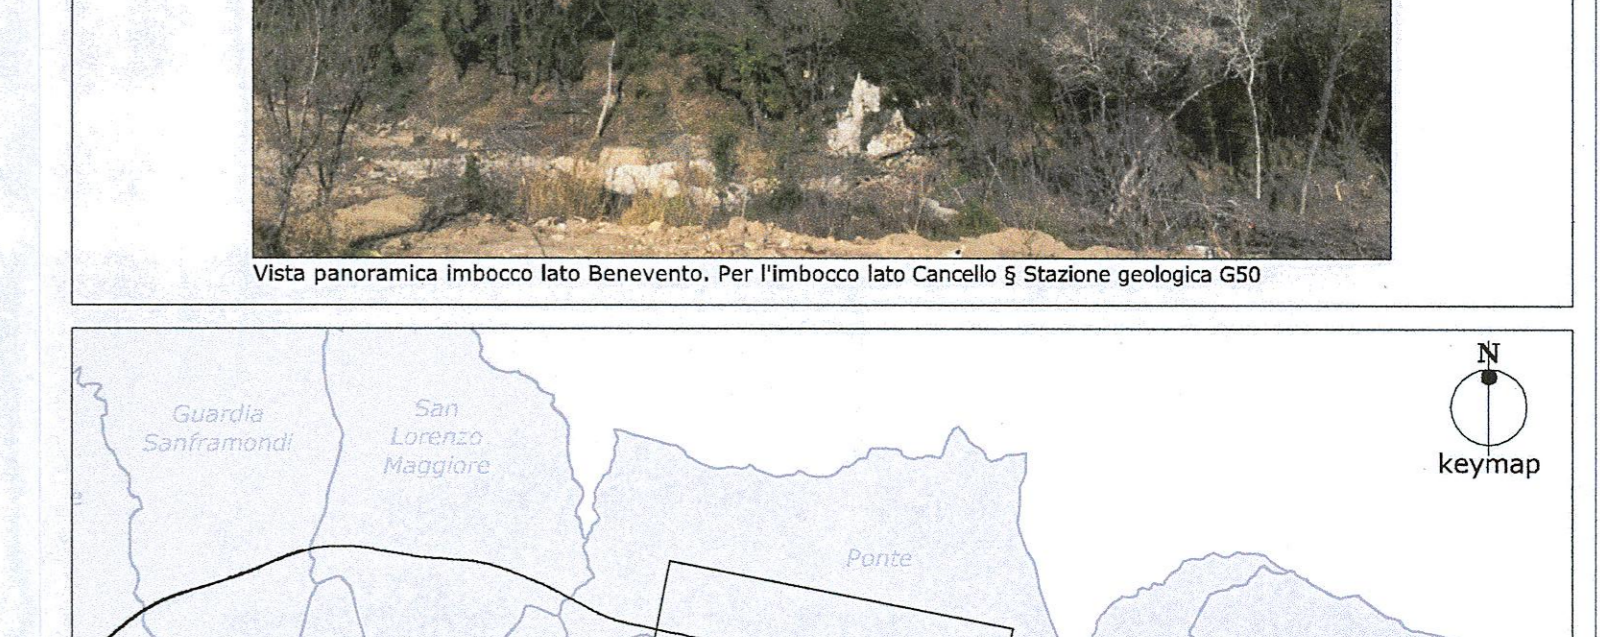 Vista panoramica imbocco lato Benevento. Per l'imbocco lato Cancello § Stazione geologica G50
N
keymap
Guardia
Sanframondi
San
Lorenzo
Maggiore
Ponte